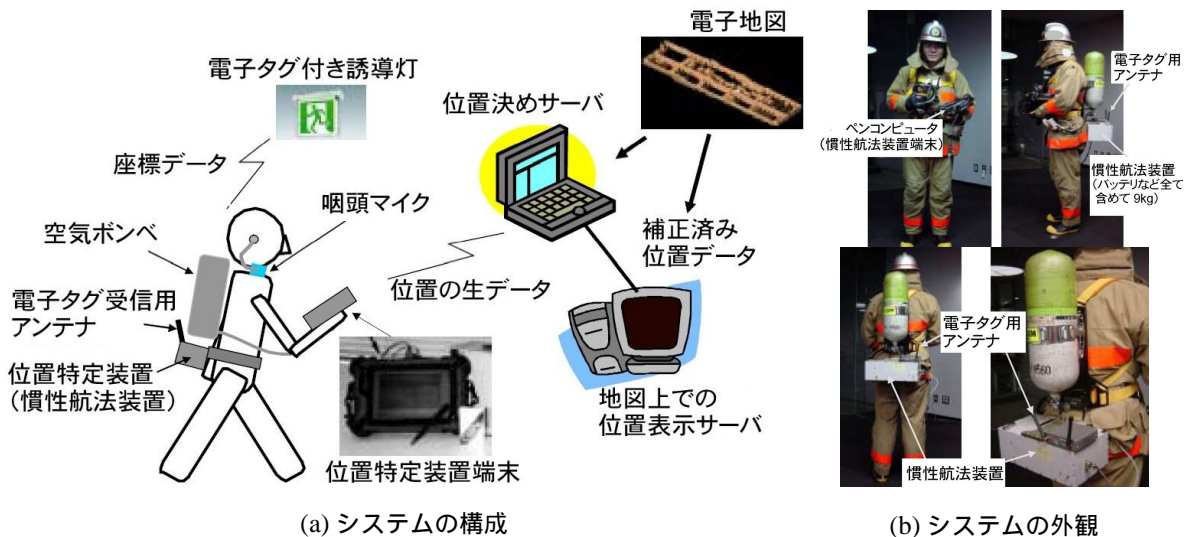 電子地図
電子タグ付き誘導灯
位置決めサーバ
座標データ
咽頭マイク
空気ボンベ
補正済み
位置データ
位置の生データ
電子タグ受信用
アンテナ
位置特定装置
(慣性航法装置)
地図上での
位置表示サーバ
位置特定装置端末
(a) システムの構成
電子タグ用
アンテナ
ペンコンピュータ
(慣性航法装置端末)
慣性航法装置
(バッテリなど全て
含めて9kg)
電子タグ用
アンテナ
慣性航法装置
(b) システムの外観